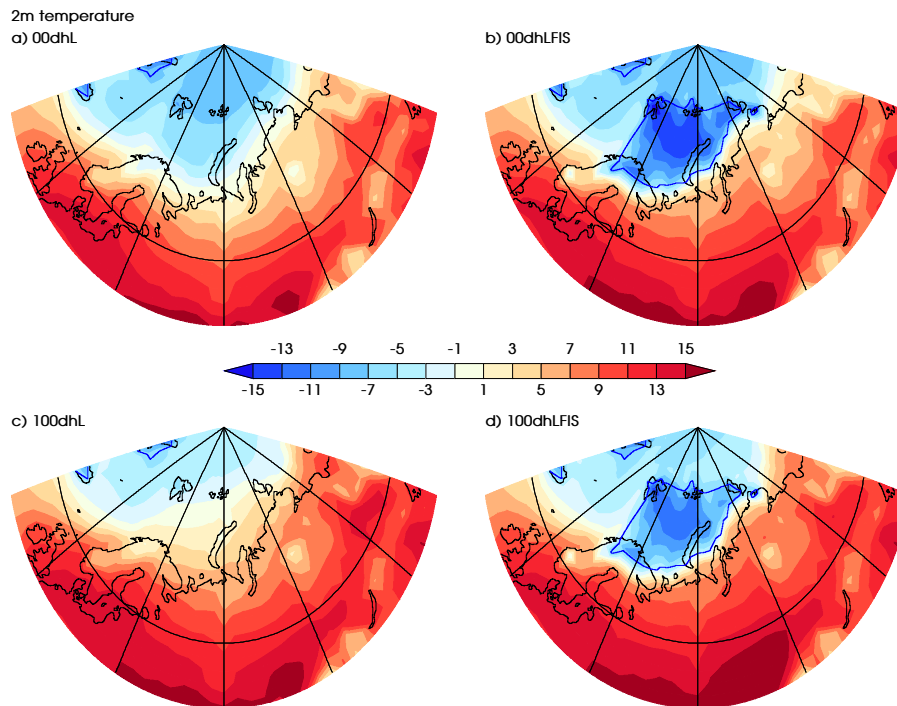 2m temperature
a) 00dhL
b) 00dhLFIS
-13 -9 -5 -1 3 7 11 15
-15 -11 -7 -3 1 5 9 13
c) 100dhL
d) 100dhLFIS